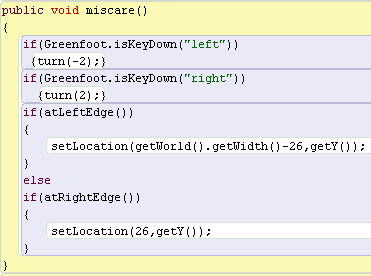 public void miscare()
{
if(Greenfoot.isKeyDown("left"))
{turn(-2);}
if(Greenfoot.isKeyDown("right"))
{turn(2);}
if(atLeftEdge())
{
setLocation(getWorld().getWidth()-26,getY());
}
else
if(atRightEdge())
{
setLocation(26,getY());
}
}